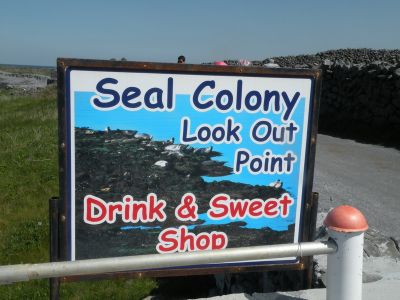 Seal Colony
Look Out
Point
Drink & Sweet
Shop